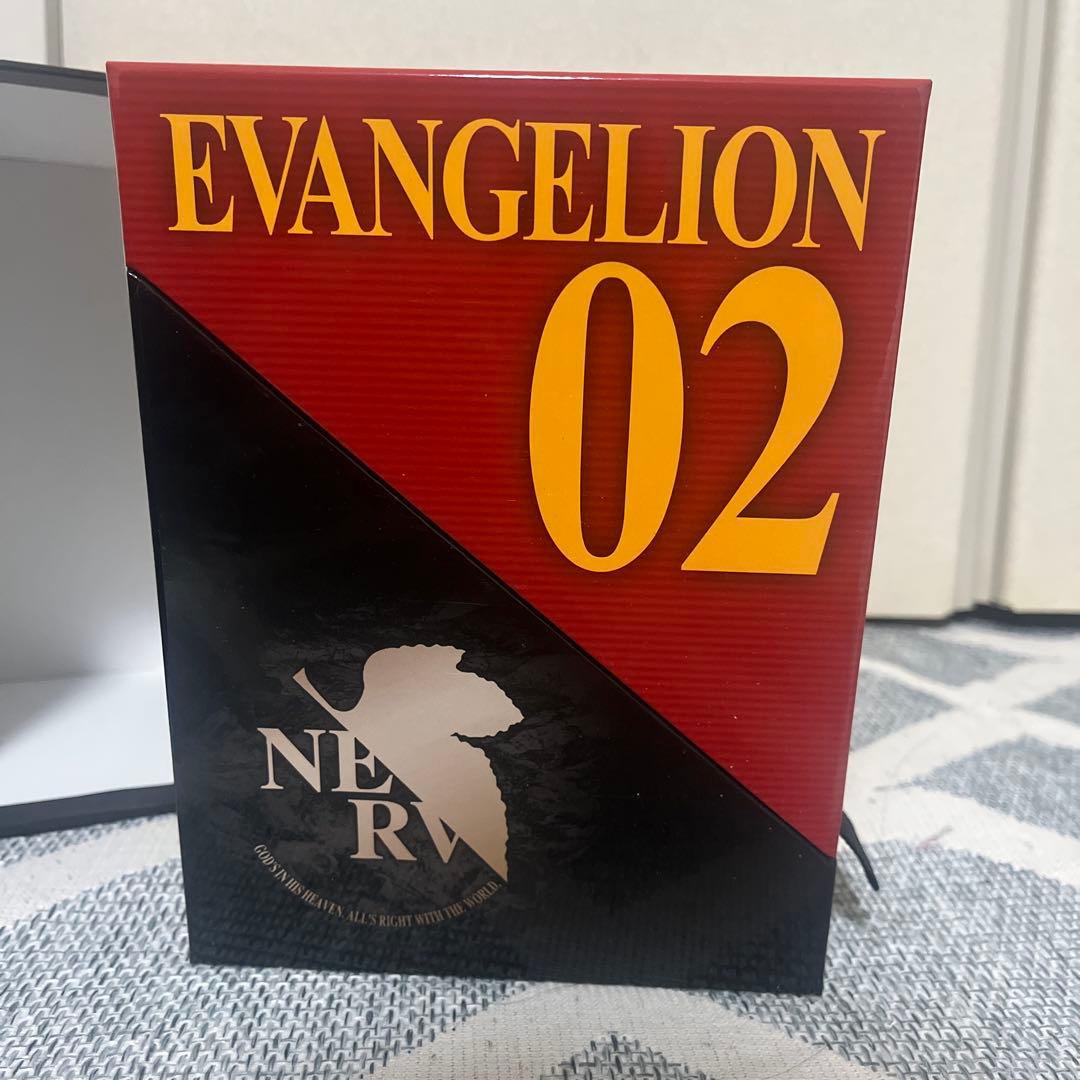 EVANGELION
02
NE
RV
GOD'S IN HIS HEAVEN. ALL'S RIGHT WITH THE WORLD.